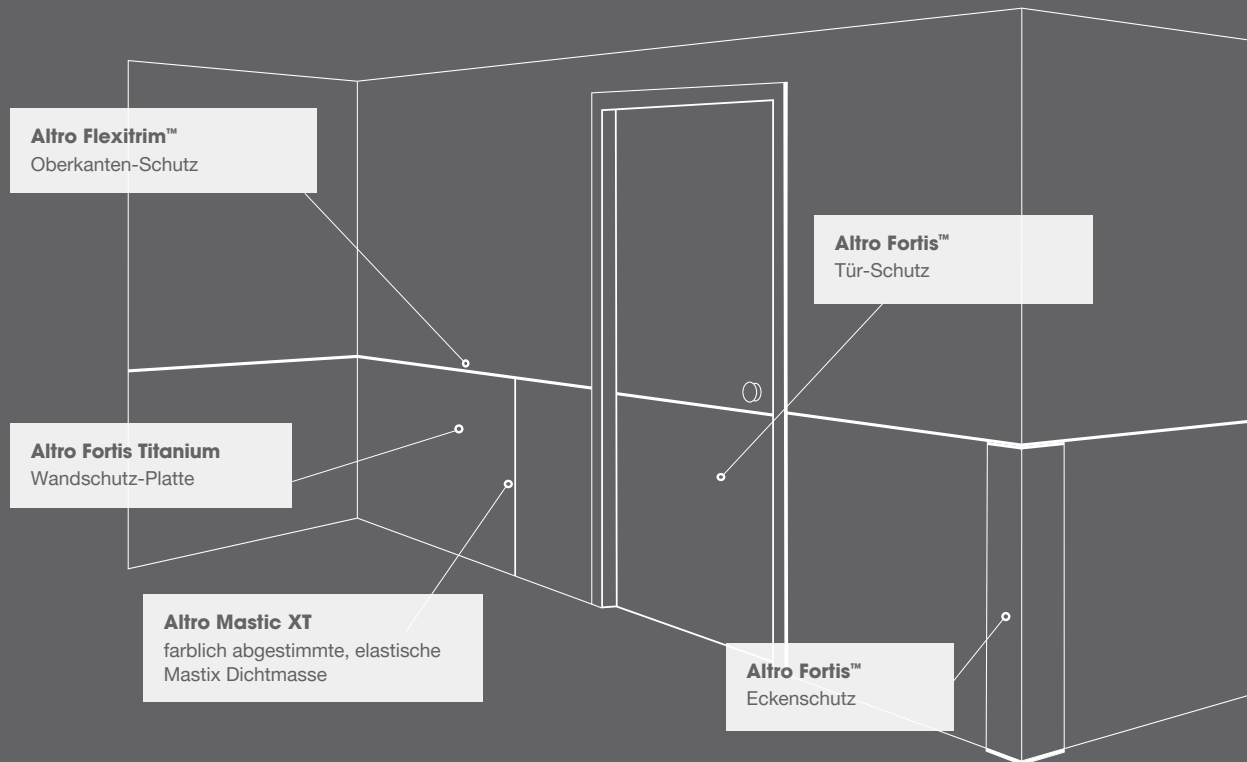 Altro Flexitrim™
Oberkanten-Schutz
Altro Fortis™
Tür-Schutz
Altro Fortis Titanium
Wandschutz-Platte
Altro Mastic XT
farblich abgestimmte, elastische
Mastix Dichtmasse
Altro Fortis™
Eckenschutz